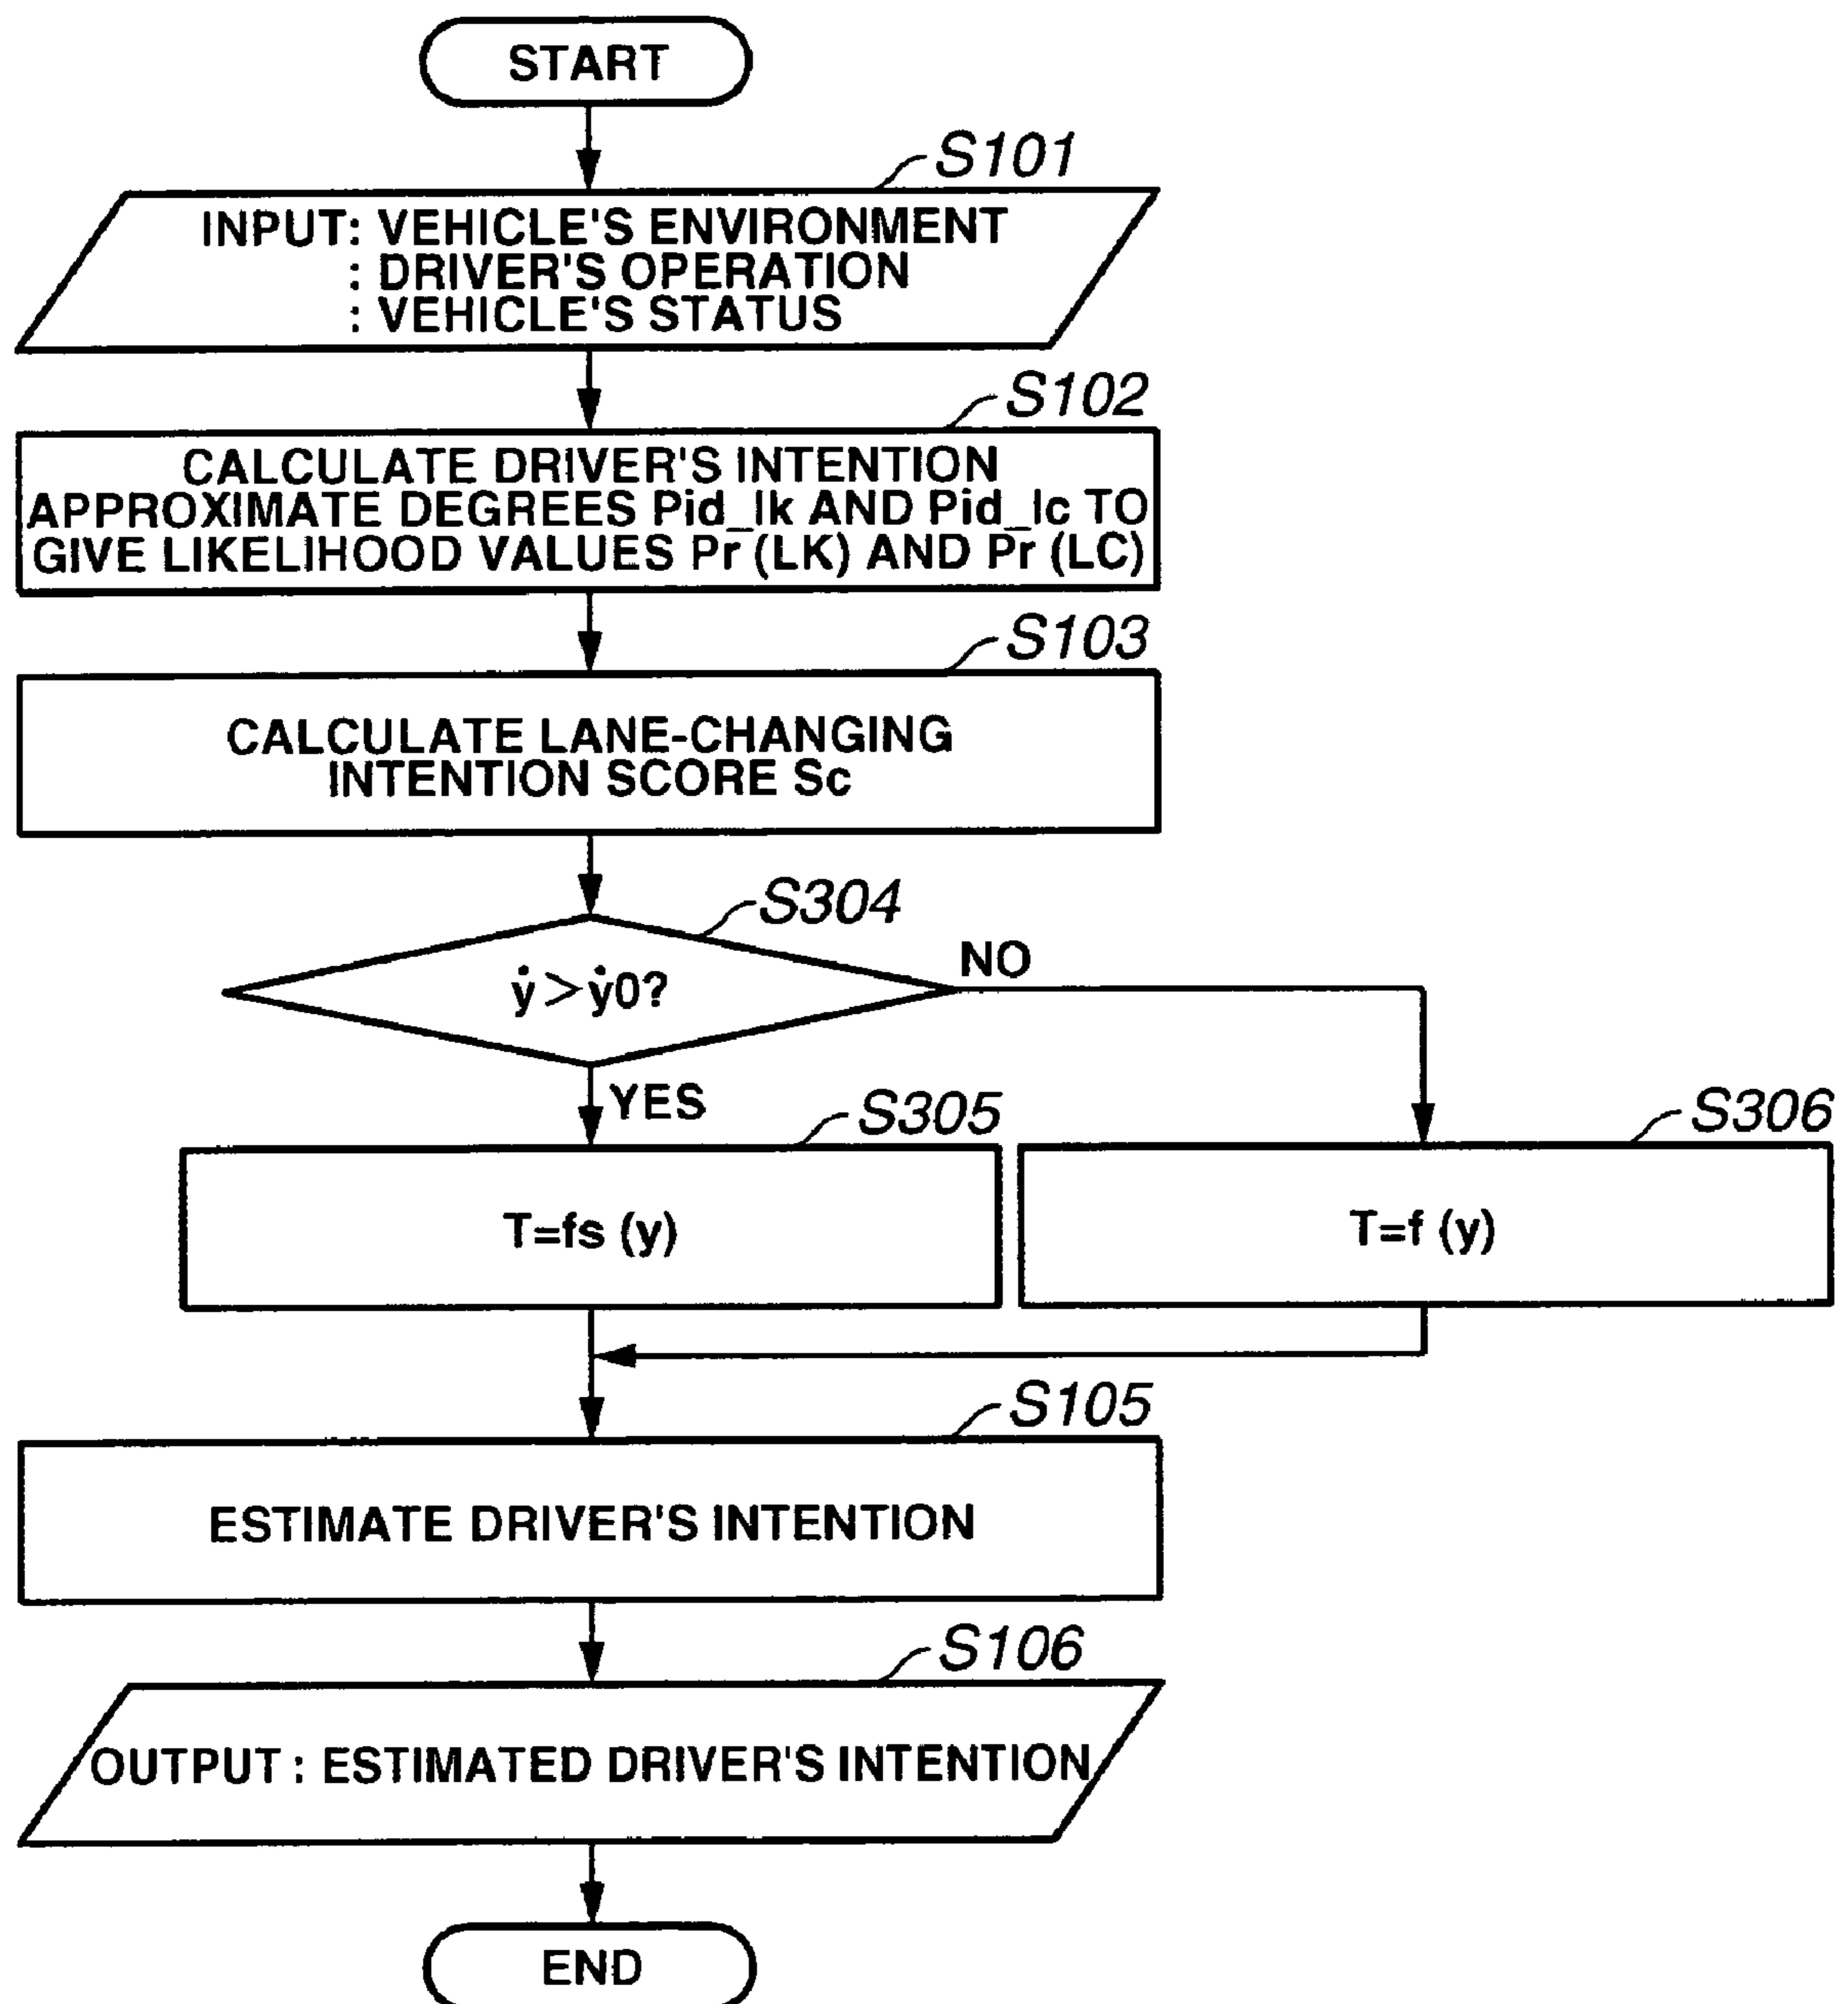 START
S101
INPUT: VEHICLE'S ENVIRONMENT
: DRIVER'S OPERATION
: VEHICLE'S STATUS
S102
CALCULATE DRIVER'S INTENTION
APPROXIMATE DEGREES Pid_lk AND Pid_lc TO
GIVE LIKELIHOOD VALUES Pr (LK) AND Pr (LC)
S103
CALCULATE LANE-CHANGING
INTENTION SCORE Sc
S304
ẏ>ẏ0?
NO
YES
S305
T=fs (y)
S306
T=f (y)
S105
ESTIMATE DRIVER'S INTENTION
S106
OUTPUT : ESTIMATED DRIVER'S INTENTION
END